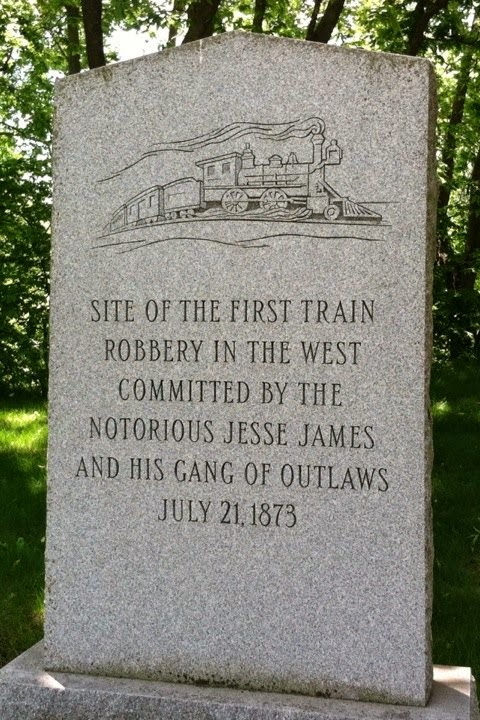 SITE OF THE FIRST TRAIN
ROBBERY IN THE WEST
COMMITTED BY THE
NOTORIOUS JESSE JAMES
AND HIS GANG OF OUTLAWS
JULY 21, 1873